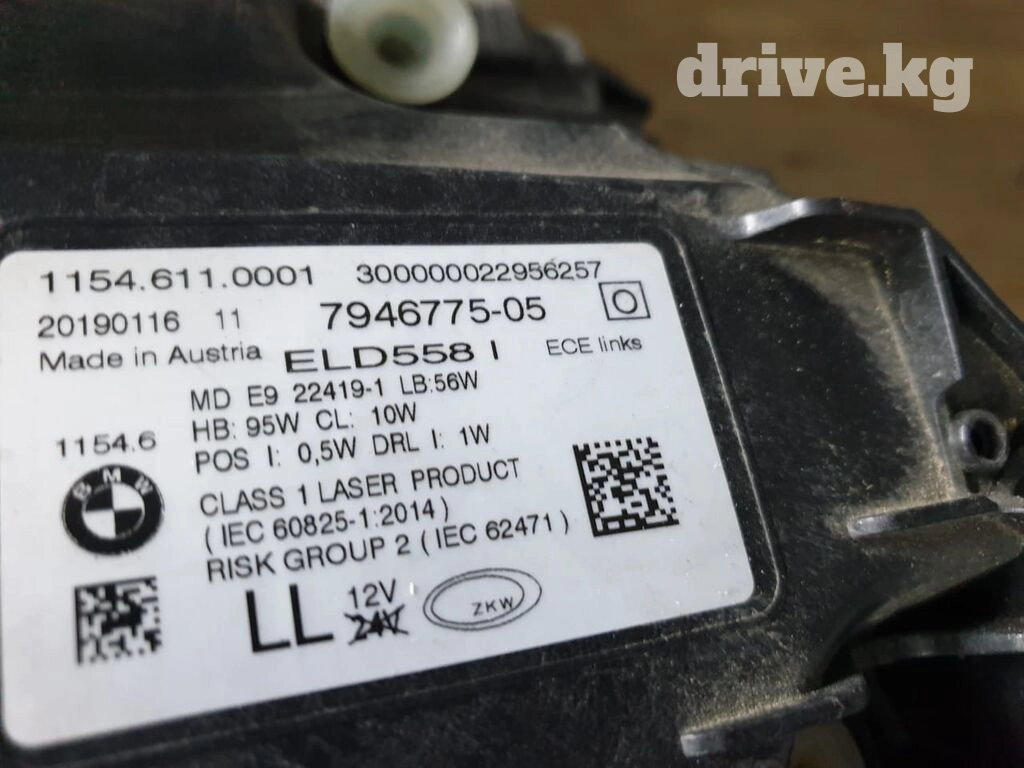 drive.kg
1154.611.0001 300000022956257
20190116 11 7946775-05 O
Made in Austria ELD558 I ECE links
MD E9 22419-1 LB:56W
HB: 95W CL: 10W
POS I: 0,5W DRL I: 1W
1154.6
BMW
CLASS 1 LASER PRODUCT
(IEC 60825-1:2014)
RISK GROUP 2 (IEC 62471)
LL 12V
24V
ZKW